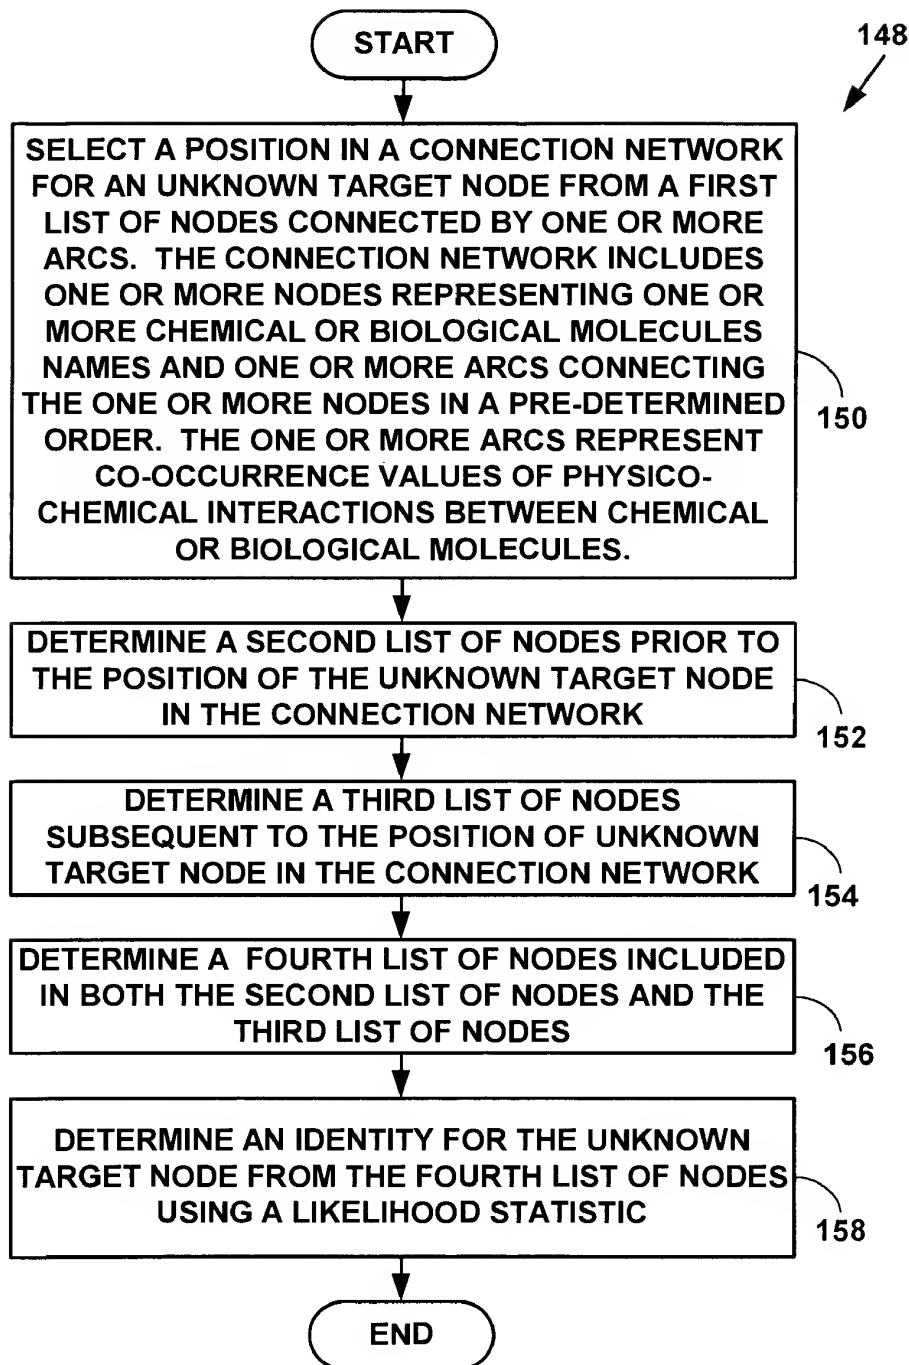 START
148
SELECT A POSITION IN A CONNECTION NETWORK
FOR AN UNKNOWN TARGET NODE FROM A FIRST
LIST OF NODES CONNECTED BY ONE OR MORE
ARCS. THE CONNECTION NETWORK INCLUDES
ONE OR MORE NODES REPRESENTING ONE OR
MORE CHEMICAL OR BIOLOGICAL MOLECULES
NAMES AND ONE OR MORE ARCS CONNECTING
THE ONE OR MORE NODES IN A PRE-DETERMINED
ORDER. THE ONE OR MORE ARCS REPRESENT
CO-OCCURRENCE VALUES OF PHYSICO-
CHEMICAL INTERACTIONS BETWEEN CHEMICAL
OR BIOLOGICAL MOLECULES.
150
DETERMINE A SECOND LIST OF NODES PRIOR TO
THE POSITION OF THE UNKNOWN TARGET NODE
IN THE CONNECTION NETWORK
152
DETERMINE A THIRD LIST OF NODES
SUBSEQUENT TO THE POSITION OF UNKNOWN
TARGET NODE IN THE CONNECTION NETWORK
154
DETERMINE A FOURTH LIST OF NODES INCLUDED
IN BOTH THE SECOND LIST OF NODES AND THE
THIRD LIST OF NODES
156
DETERMINE AN IDENTITY FOR THE UNKNOWN
TARGET NODE FROM THE FOURTH LIST OF NODES
USING A LIKELIHOOD STATISTIC
158
END